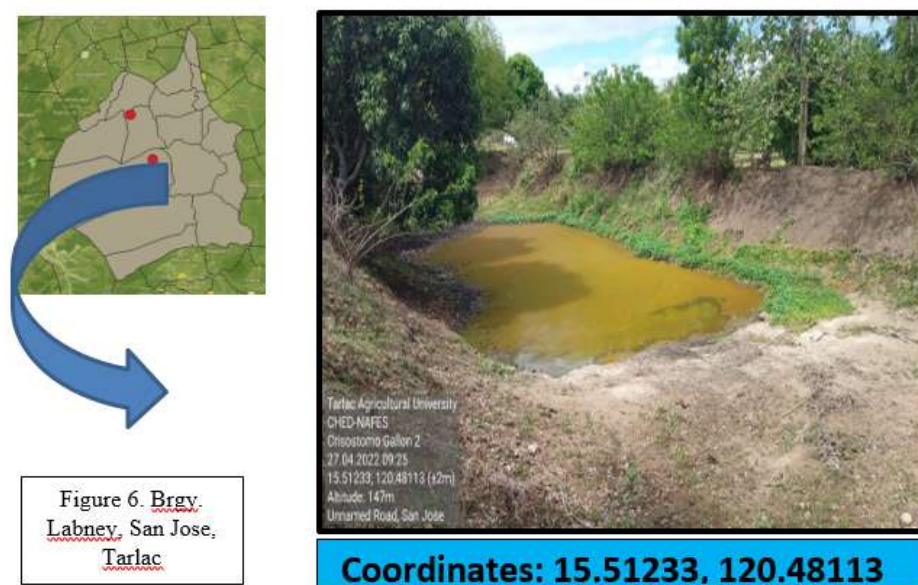 Tarlac Agricultural University
CHED-NAFES
Crisostomo Gallon 2
27.04.2022 09:25
15.51233, 120.48113 (±2m)
Altitude: 147m
Unnamed Road, San Jose
Figure 6. Brgy.
Labney, San Jose,
Tarlac
Coordinates: 15.51233, 120.48113